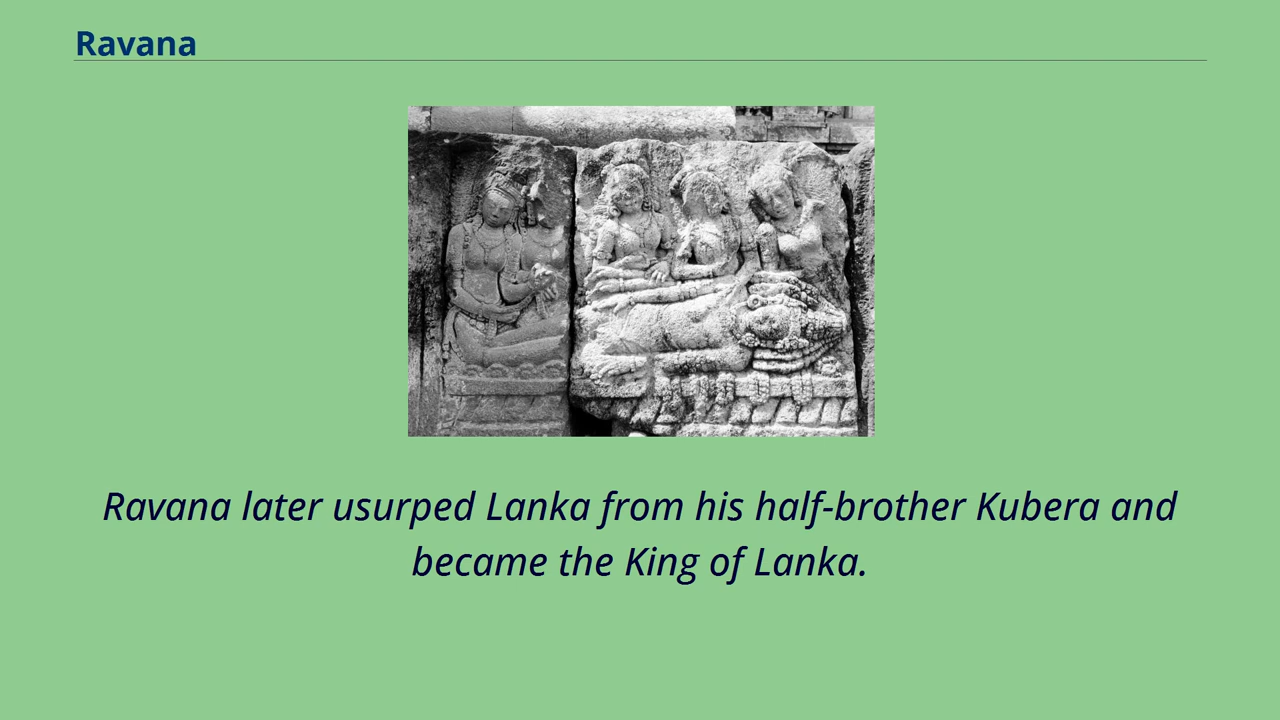 Ravana
Ravana later usurped Lanka from his half-brother Kubera and
became the King of Lanka.